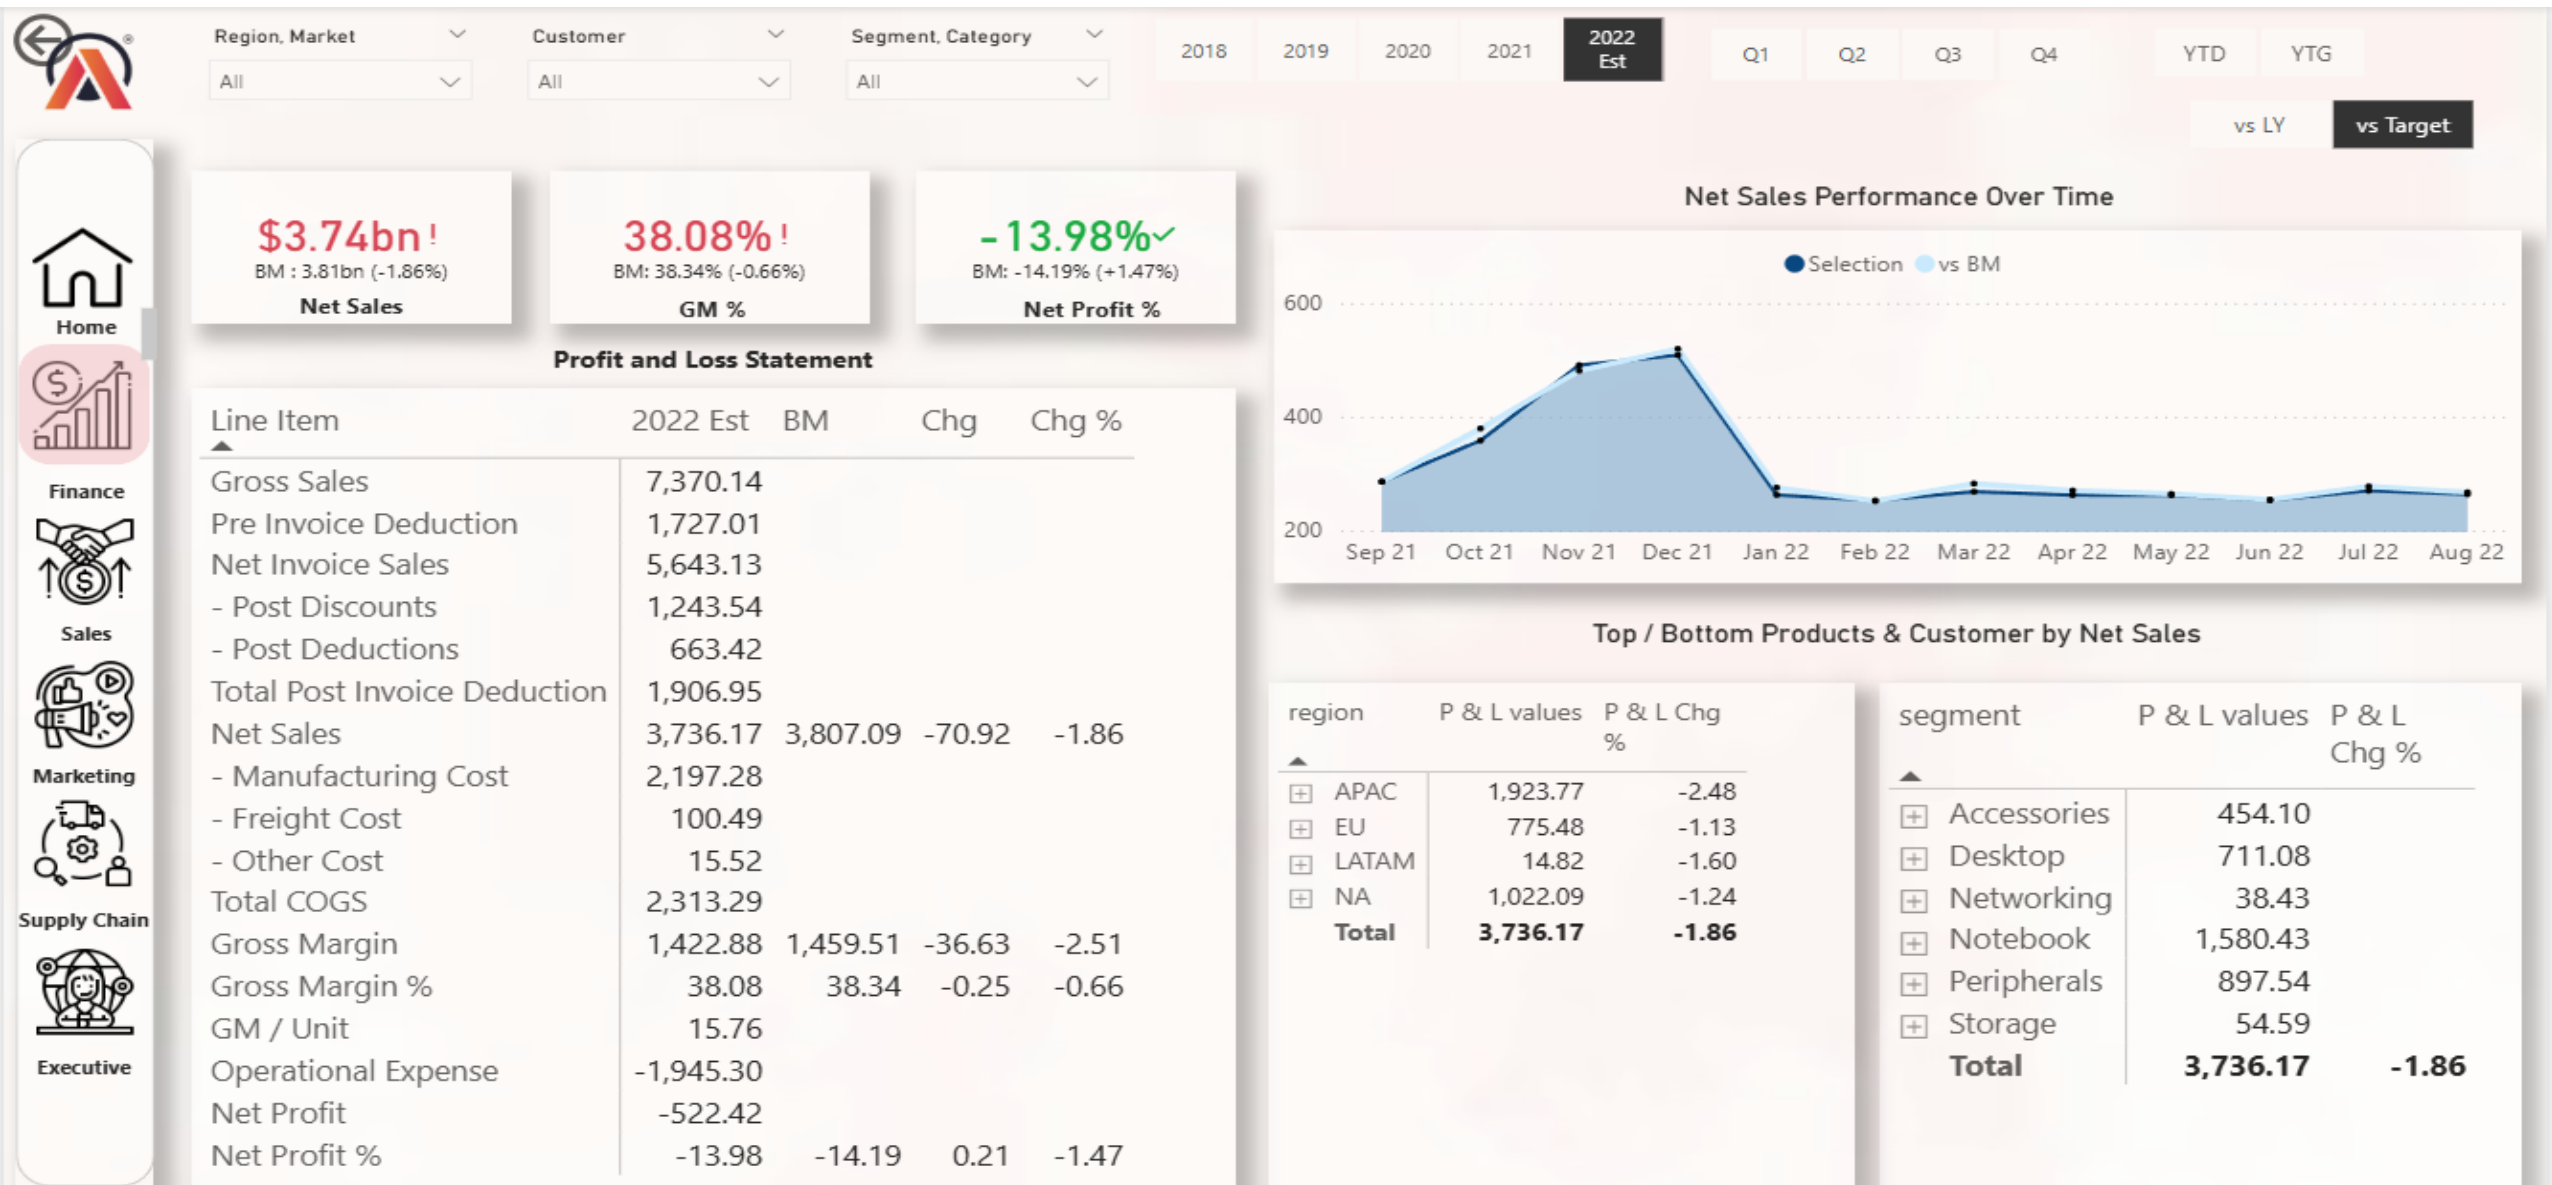 Region, Market
Customer
Segment, Category
All
All
All
2018
2019
2020
2021
2022
Est
Q1
Q2
Q3
Q4
YTD
YTG
vs LY
vs Target
Home
Finance
Sales
Marketing
Supply Chain
Executive
$3.74bn!
BM : 3.81bn (-1.86%)
Net Sales
38.08%!
BM: 38.34% (-0.66%)
GM %
-13.98%
BM: -14.19% (+1.47%)
Net Profit %
Profit and Loss Statement
Line Item 2022 Est BM Chg Chg %
Gross Sales 7,370.14
Pre Invoice Deduction 1,727.01
Net Invoice Sales 5,643.13
- Post Discounts 1,243.54
- Post Deductions 663.42
Total Post Invoice Deduction 1,906.95
Net Sales 3,736.17 3,807.09 -70.92 -1.86
- Manufacturing Cost 2,197.28
- Freight Cost 100.49
- Other Cost 15.52
Total COGS 2,313.29
Gross Margin 1,422.88 1,459.51 -36.63 -2.51
Gross Margin % 38.08 38.34 -0.25 -0.66
GM / Unit 15.76
Operational Expense -1,945.30
Net Profit -522.42
Net Profit % -13.98 -14.19 0.21 -1.47
Net Sales Performance Over Time
Selection vs BM
600
400
200
Sep 21 Oct 21 Nov 21 Dec 21 Jan 22 Feb 22 Mar 22 Apr 22 May 22 Jun 22 Jul 22 Aug 22
Top / Bottom Products & Customer by Net Sales
region P & L values P & L Chg
%
APAC 1,923.77 -2.48
EU 775.48 -1.13
LATAM 14.82 -1.60
NA 1,022.09 -1.24
Total 3,736.17 -1.86
segment P & L values P & L
Chg %
Accessories 454.10
Desktop 711.08
Networking 38.43
Notebook 1,580.43
Peripherals 897.54
Storage 54.59
Total 3,736.17 -1.86